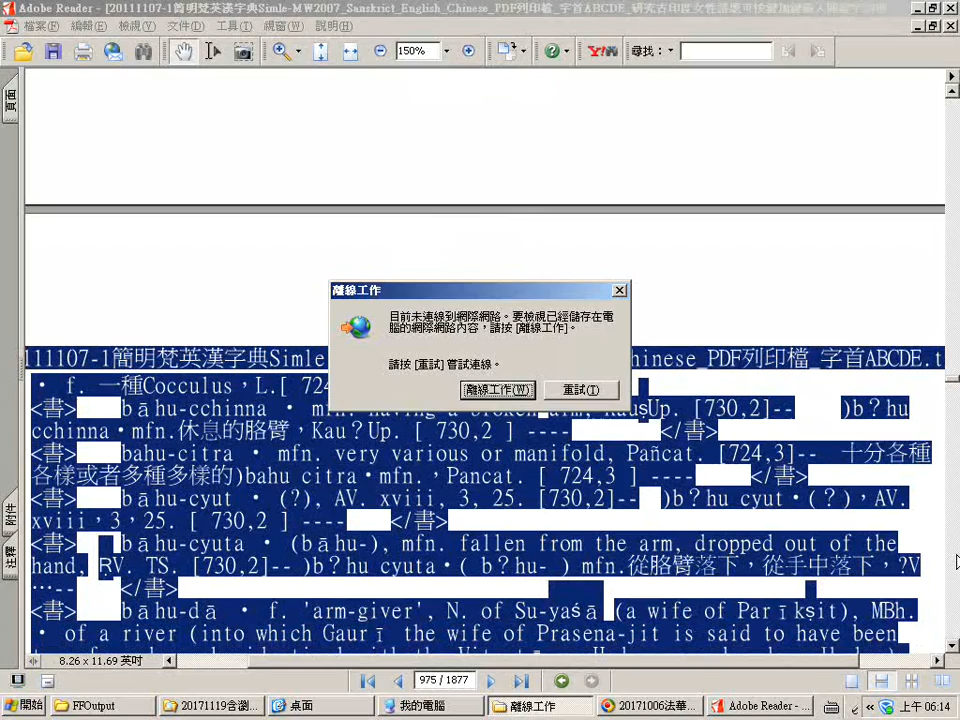 Adobe Reader - [20111107-1簡明梵英漢字典Simle-MW2007_Sanskrict_English_Chinese_PDF列印檔_字首ABCDE_
檔案(F) 編輯(E) 檢視(V) 文件(D) 工具(T) 視窗(W) 說明(H)
150% 尋找:
頁面
離線工作
目前未連線到網際網路。要檢視已經儲存在電
腦的網際網路內容,請按 [離線工作]。
請按 [重試] 嘗試連線。
離線工作(W) 重試(T)
111107-1簡明梵英漢字典Simle hinese_PDF列印檔_字首ABCDE.t
· f. 一種Cocculus,L.[ 724
<書> bāhu-cchinna · mfn. having a broken arm, KauṣUp. [730,2]-- )b?hu
cchinna·mfn.休息的胳臂,Kau?Up. [ 730,2 ] ---- </書>
<書> bahu-citra · mfn. very various or manifold, Pañcat. [724,3]-- 十分各種
各樣或者多種多樣的)bahu citra·mfn.,Pancat. [ 724,3 ] ---- </書>
<書> bāhu-cyut · (?), AV. xviii, 3, 25. [730,2]-- )b?hu cyut·(?),AV.
xviii,3,25. [ 730,2 ] ---- </書>
<書> bāhu-cyuta · (bāhu-), mfn. fallen from the arm, dropped out of the
hand, ṚV. TS. [730,2]-- )b?hu cyuta·( b?hu- ) mfn.從胳臂落下,從手中落下,?V
…-- </書>
<書> bāhu-dā · f. 'arm-giver', N. of Su-yaśā (a wife of Parīkṣit), MBh.
· of a river (into which Gaurī the wife of Prasena-jit is said to have been
附件
注釋
8.26 x 11.69 英吋
975 / 1877
開始 FFOutput 20171119含瀏... 桌面 我的電腦 離線工作 20171006法華... Adobe Reader - ... 上午 06:14